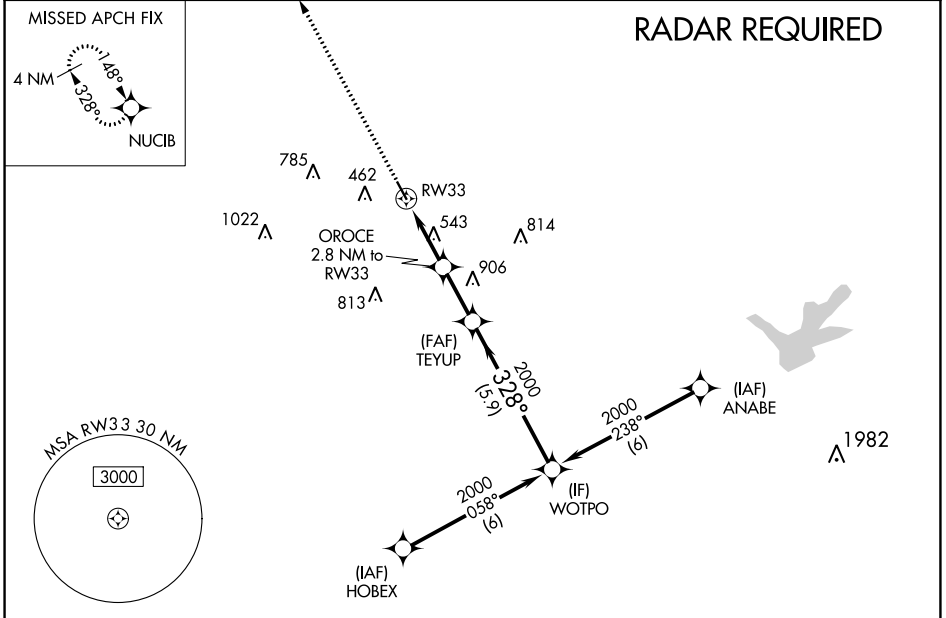 MISSED APCH FIX
4 NM
148°
328°
NUCIB
RADAR REQUIRED
785
462
RW33
1022
543
814
OROCE
2.8 NM to
RW33
906
813
(FAF)
TEYUP
2000
328°
(5.9)
(IAF)
ANABE
2000
238°
(6)
1982
MSA RW33 30 NM
3000
(IF)
WOTPO
2000
058°
(6)
(IAF)
HOBEX